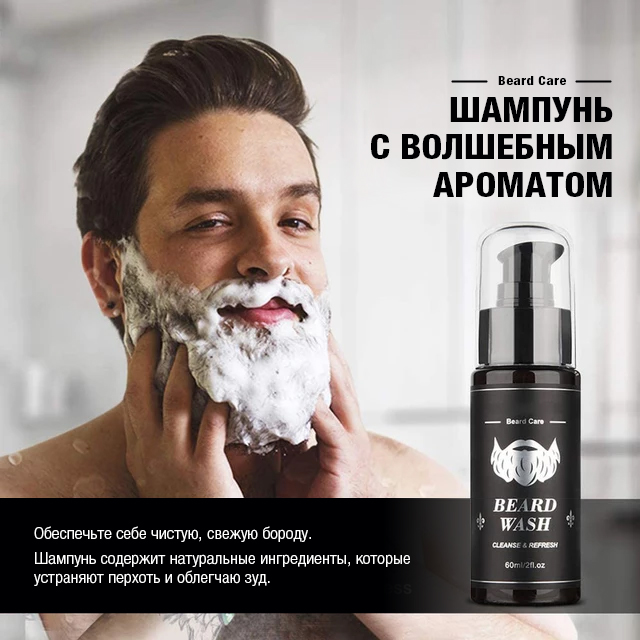 Beard Care
ШАМПУНЬ
С ВОЛШЕБНЫМ
АРОМАТОМ
Beard Care
BEARD
WASH
CLEANSE & REFRESH
60ml/2fl.oz
Обеспечьте себе чистую, свежую бороду.
Шампунь содержит натуральные ингредиенты, которые
устраняют перхоть и облегчаю зуд.